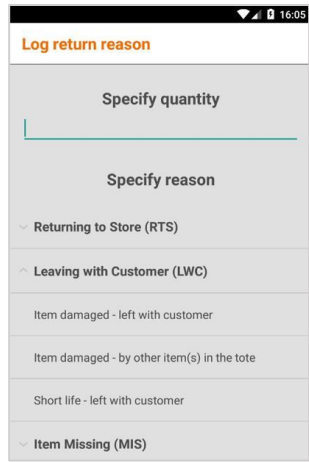 16:05
Log return reason
Specify quantity
Specify reason
Returning to Store (RTS)
Leaving with Customer (LWC)
Item damaged - left with customer
Item damaged - by other item(s) in the tote
Short life - left with customer
Item Missing (MIS)